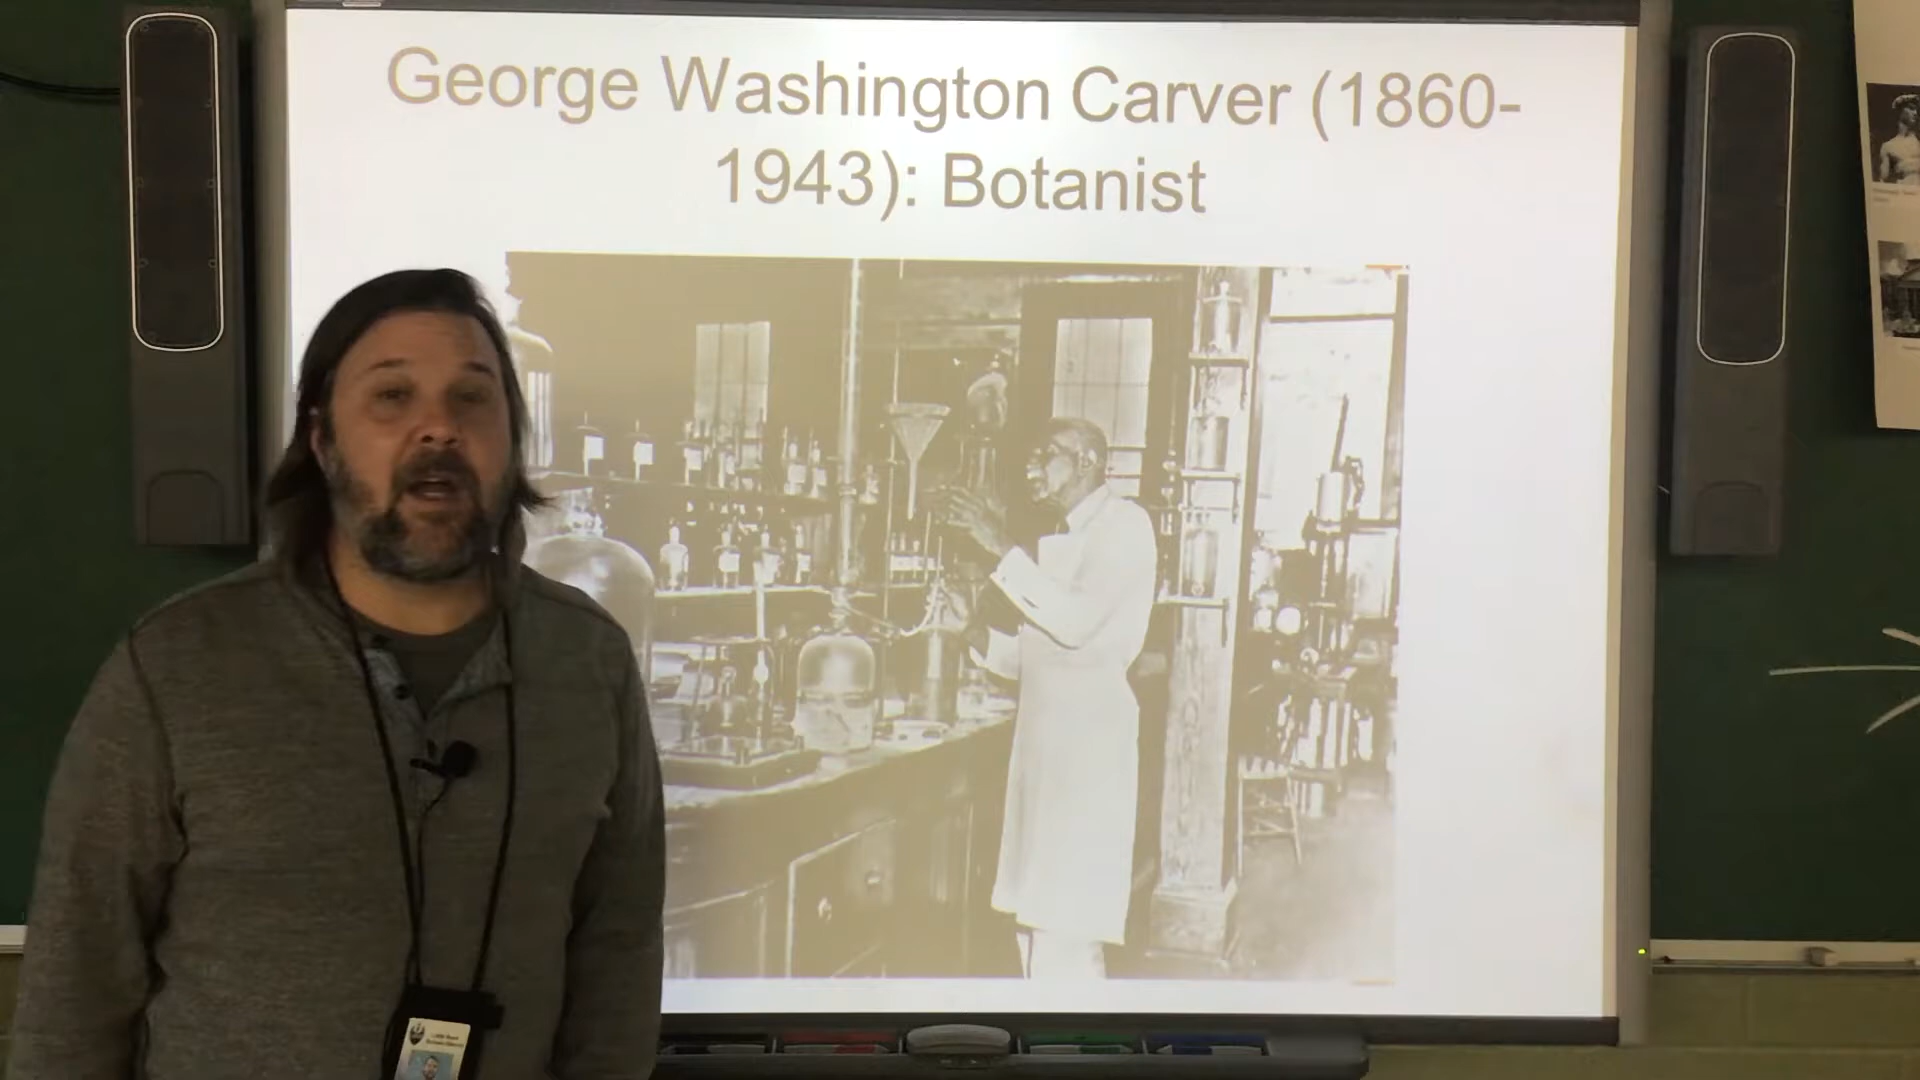 George Washington Carver (1860-
1943): Botanist